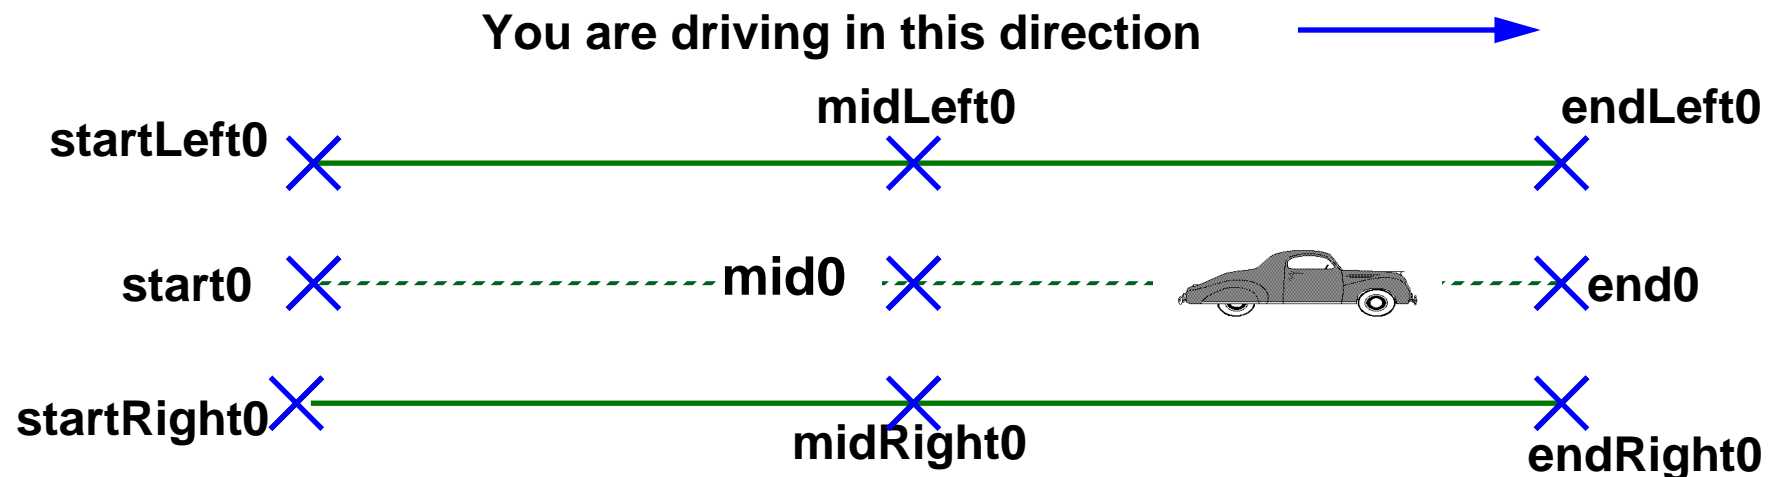 You are driving in this direction
midLeft0
endLeft0
startLeft0
mid0
start0
end0
startRight0
midRight0
endRight0